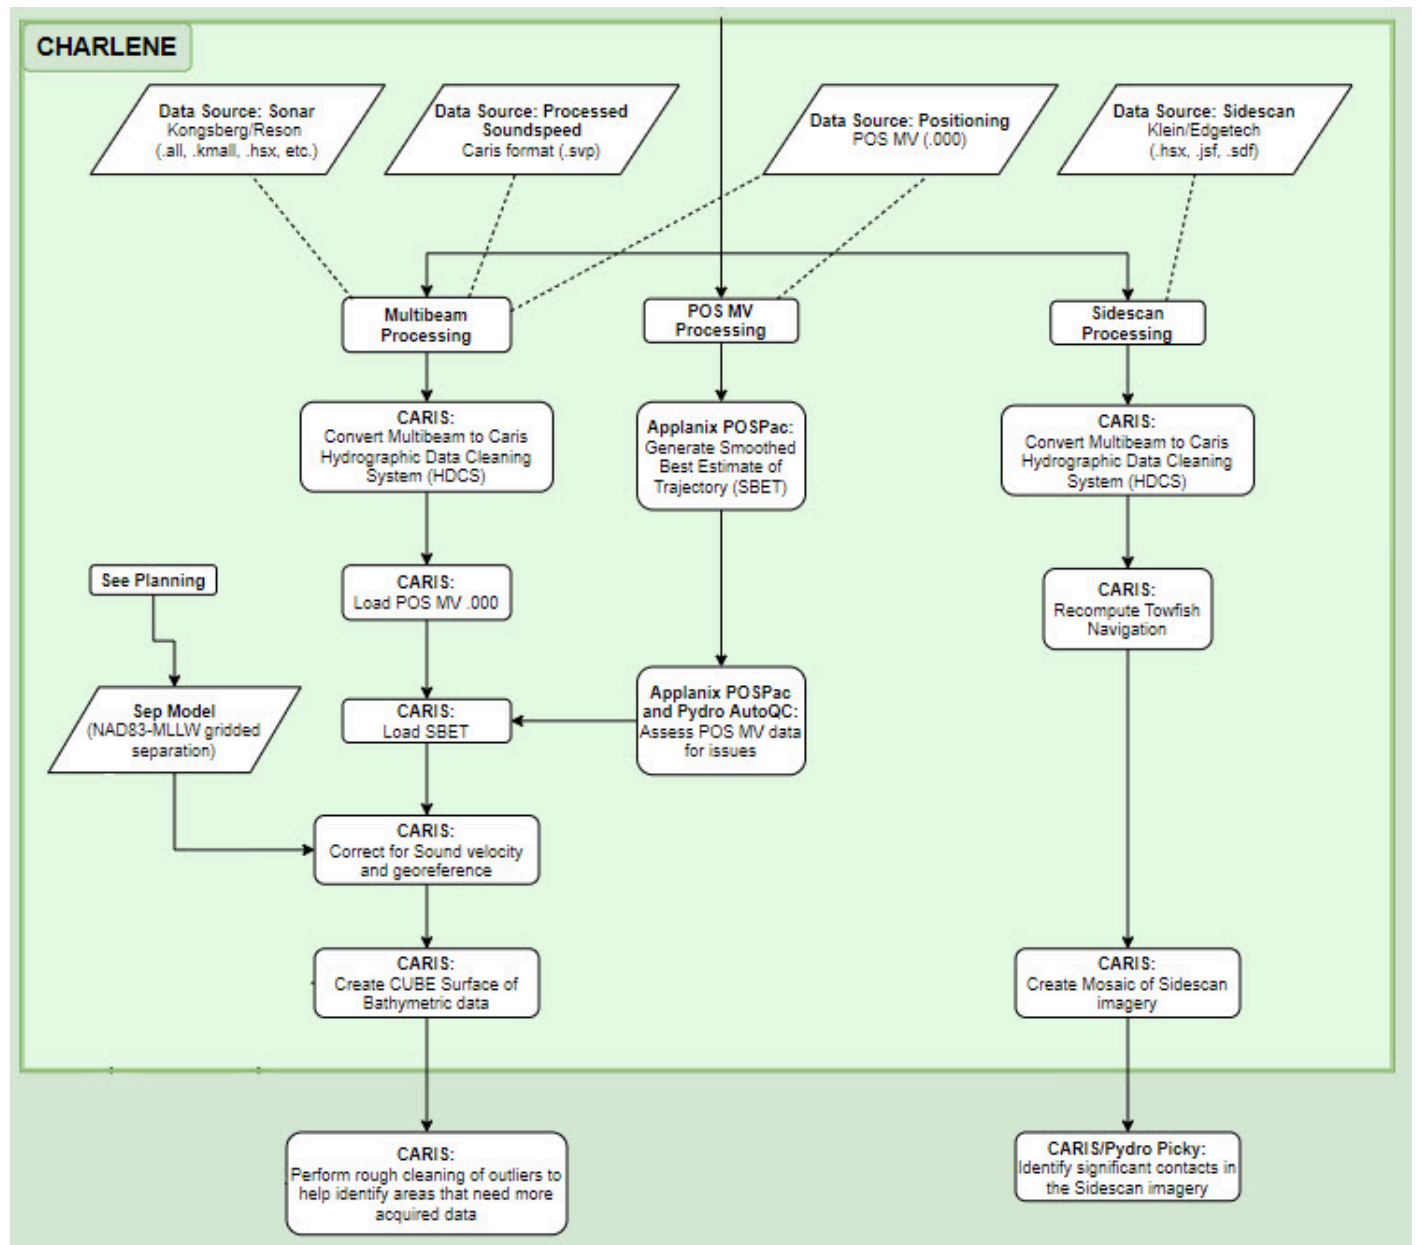 CHARLENE
Data Source: Sonar
Kongsberg/Reson
(.all, .kmall, .hsx, etc.)
Data Source: Processed
Soundspeed
Caris format (.svp)
Data Source: Positioning
POS MV (.000)
Data Source: Sidescan
Klein/Edgetech
(.hsx, .jsf, .sdf)
Multibeam
Processing
POS MV
Processing
Sidescan
Processing
CARIS:
Convert Multibeam to Caris
Hydrographic Data Cleaning
System (HDCS)
Applanix POSPac:
Generate Smoothed
Best Estimate of
Trajectory (SBET)
CARIS:
Convert Multibeam to Caris
Hydrographic Data Cleaning
System (HDCS)
See Planning
CARIS:
Load POS MV .000
CARIS:
Recompute Towfish
Navigation
Sep Model
(NAD83-MLLW gridded
separation)
CARIS:
Load SBET
Applanix POSPac
and Pydro AutoQC:
Assess POS MV data
for issues
CARIS:
Correct for Sound velocity
and georeference
CARIS:
Create CUBE Surface of
Bathymetric data
CARIS:
Create Mosaic of Sidescan
imagery
CARIS:
Perform rough cleaning of outliers to
help identify areas that need more
acquired data
CARIS/Pydro Picky:
Identify significant contacts in
the Sidescan imagery